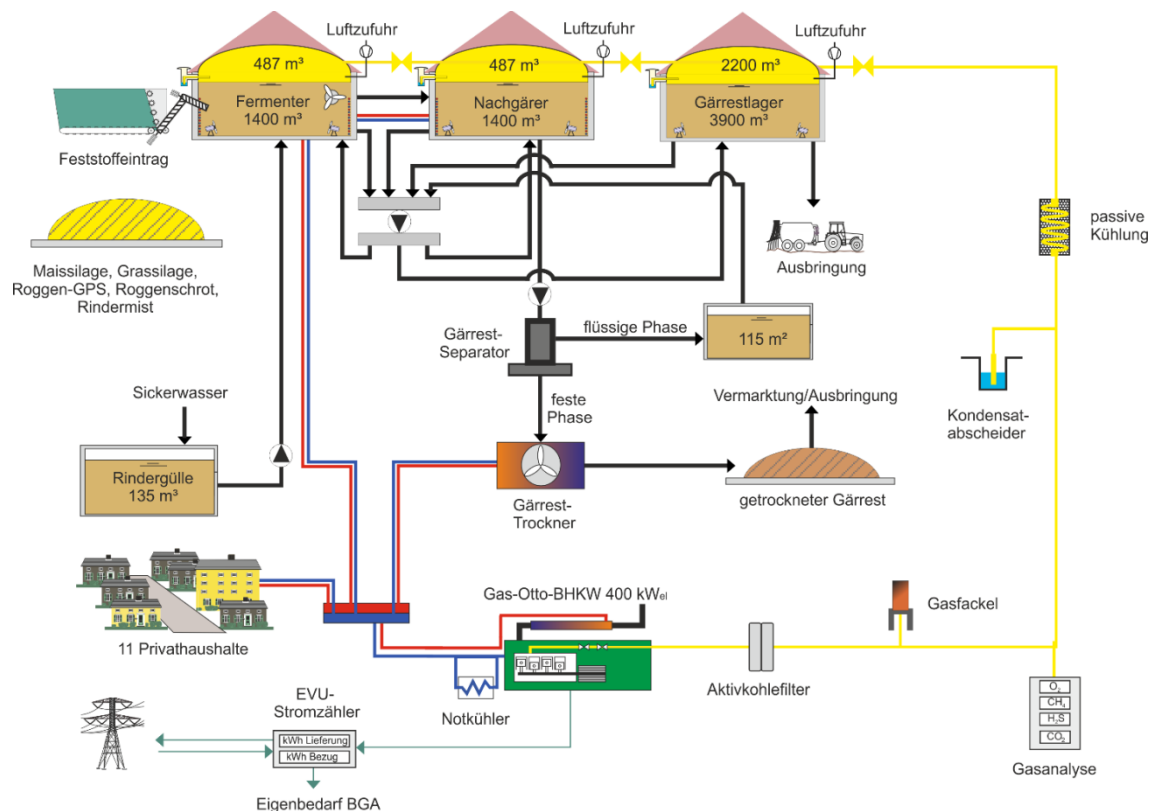 Luftzufuhr
Luftzufuhr
Luftzufuhr
487 m³
487 m³
2200 m³
Fermenter
1400 m³
Nachgärer
1400 m³
Gärrestlager
3900 m³
Feststoffeintrag
passive
Kühlung
Maissilage, Grassilage,
Roggen-GPS, Roggenschrot,
Rindermist
Ausbringung
Gärrest-
Separator
flüssige Phase
115 m²
Sickerwasser
feste
Phase
Vermarktung/Ausbringung
Kondensat-
abscheider
Rindergülle
135 m³
Gärrest-
Trockner
getrockneter Gärrest
Gas-Otto-BHKW 400 kWel
Gasfackel
11 Privathaushalte
Aktivkohlefilter
EVU-
Stromzähler
Notkühler
kWh Lieferung
kWh Bezug
O₂
CH₄
H₂S
CO₂
Gasanalyse
Eigenbedarf BGA